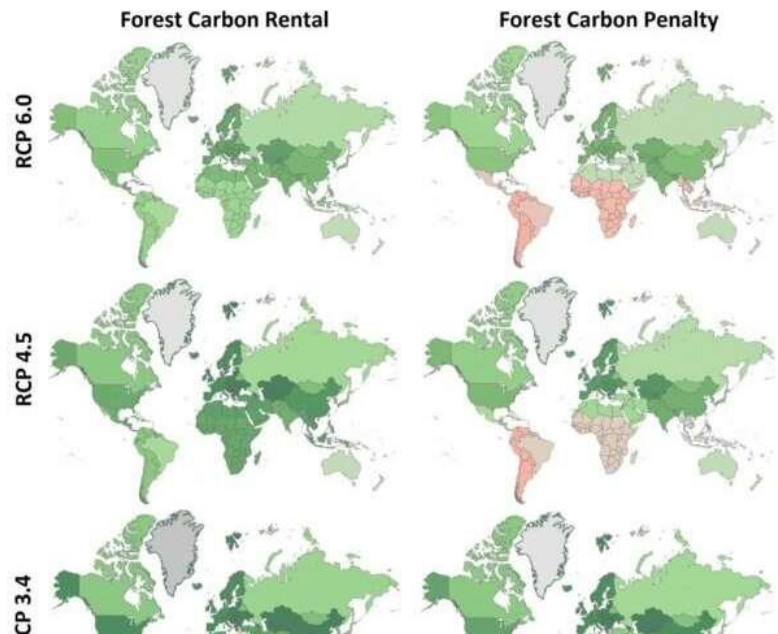 Forest Carbon Rental
Forest Carbon Penalty
RCP 6.0
RCP 4.5
CP 3.4